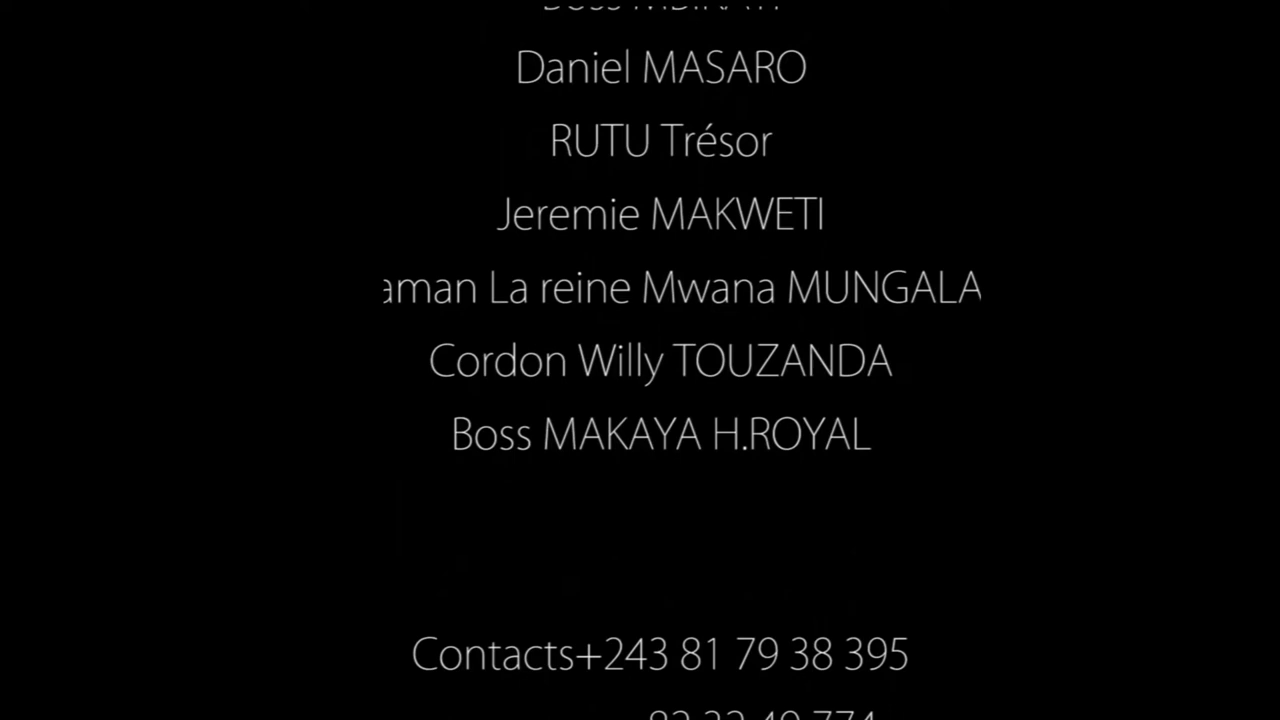 Boss
Daniel MASARO
RUTU Trésor
Jeremie MAKWETI
aman La reine Mwana MUNGALA
Cordon Willy TOUZANDA
Boss MAKAYA H.ROYAL
Contacts+243 81 79 38 395